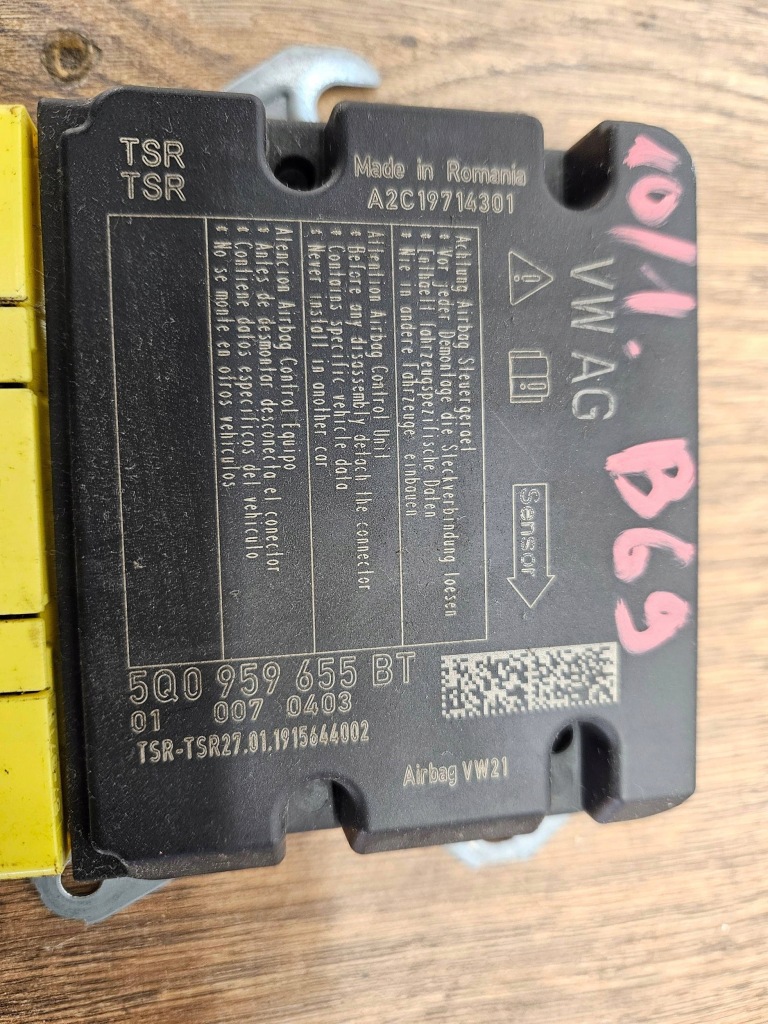 TSR
TSR
Made in Romania
A2C19714301
10/1. B69
VW AG
Sensor
Achtung Airbag Steuergeraet
* Vor jeder Demontage die Steckverbindung loesen
* Enthaelt fahrzeugspezifische Daten
* Nie in andere Fahrzeuge einbauen
Attention Airbag Control Unit
* Before any disassembly detach the connector
* Contains specific vehicle data
* Never install in another car
Atencion Airbag Control Equipo
* Antes de desmontar desconecta el conector
* Contiene datos especificos del vehiculo
* No se monte en otros vehiculos
5Q0 959 655 BT
01 007 0403
TSR-TSR27.01.1915644002
Airbag VW21